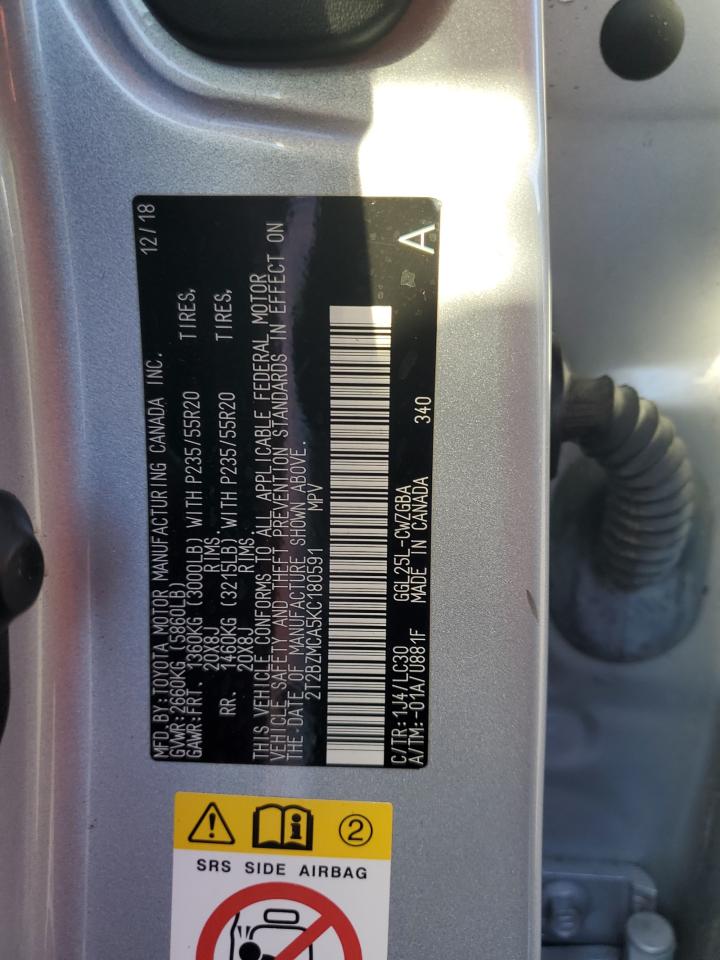 MFD.BY:TOYOTA MOTOR MANUFACTURING CANADA INC. 12/18
GVWR:2660KG (5860LB)
GAWR:FRT. 1360KG (3000LB) WITH P235/55R20 TIRES,
20X8J RIMS
RR. 1460KG (3215LB) WITH P235/55R20 TIRES,
20X8J RIMS
THIS VEHICLE CONFORMS TO ALL APPLICABLE FEDERAL MOTOR
VEHICLE SAFETY AND THEFT PREVENTION STANDARDS IN EFFECT ON
THE DATE OF MANUFACTURE SHOWN ABOVE.
2T2BZMCA5KC180591 MPV
C/TR:1J4/LC30 GGL25L-CWZGBA A
A/TM:-01A/U881F MADE IN CANADA 340
2
SRS SIDE AIRBAG